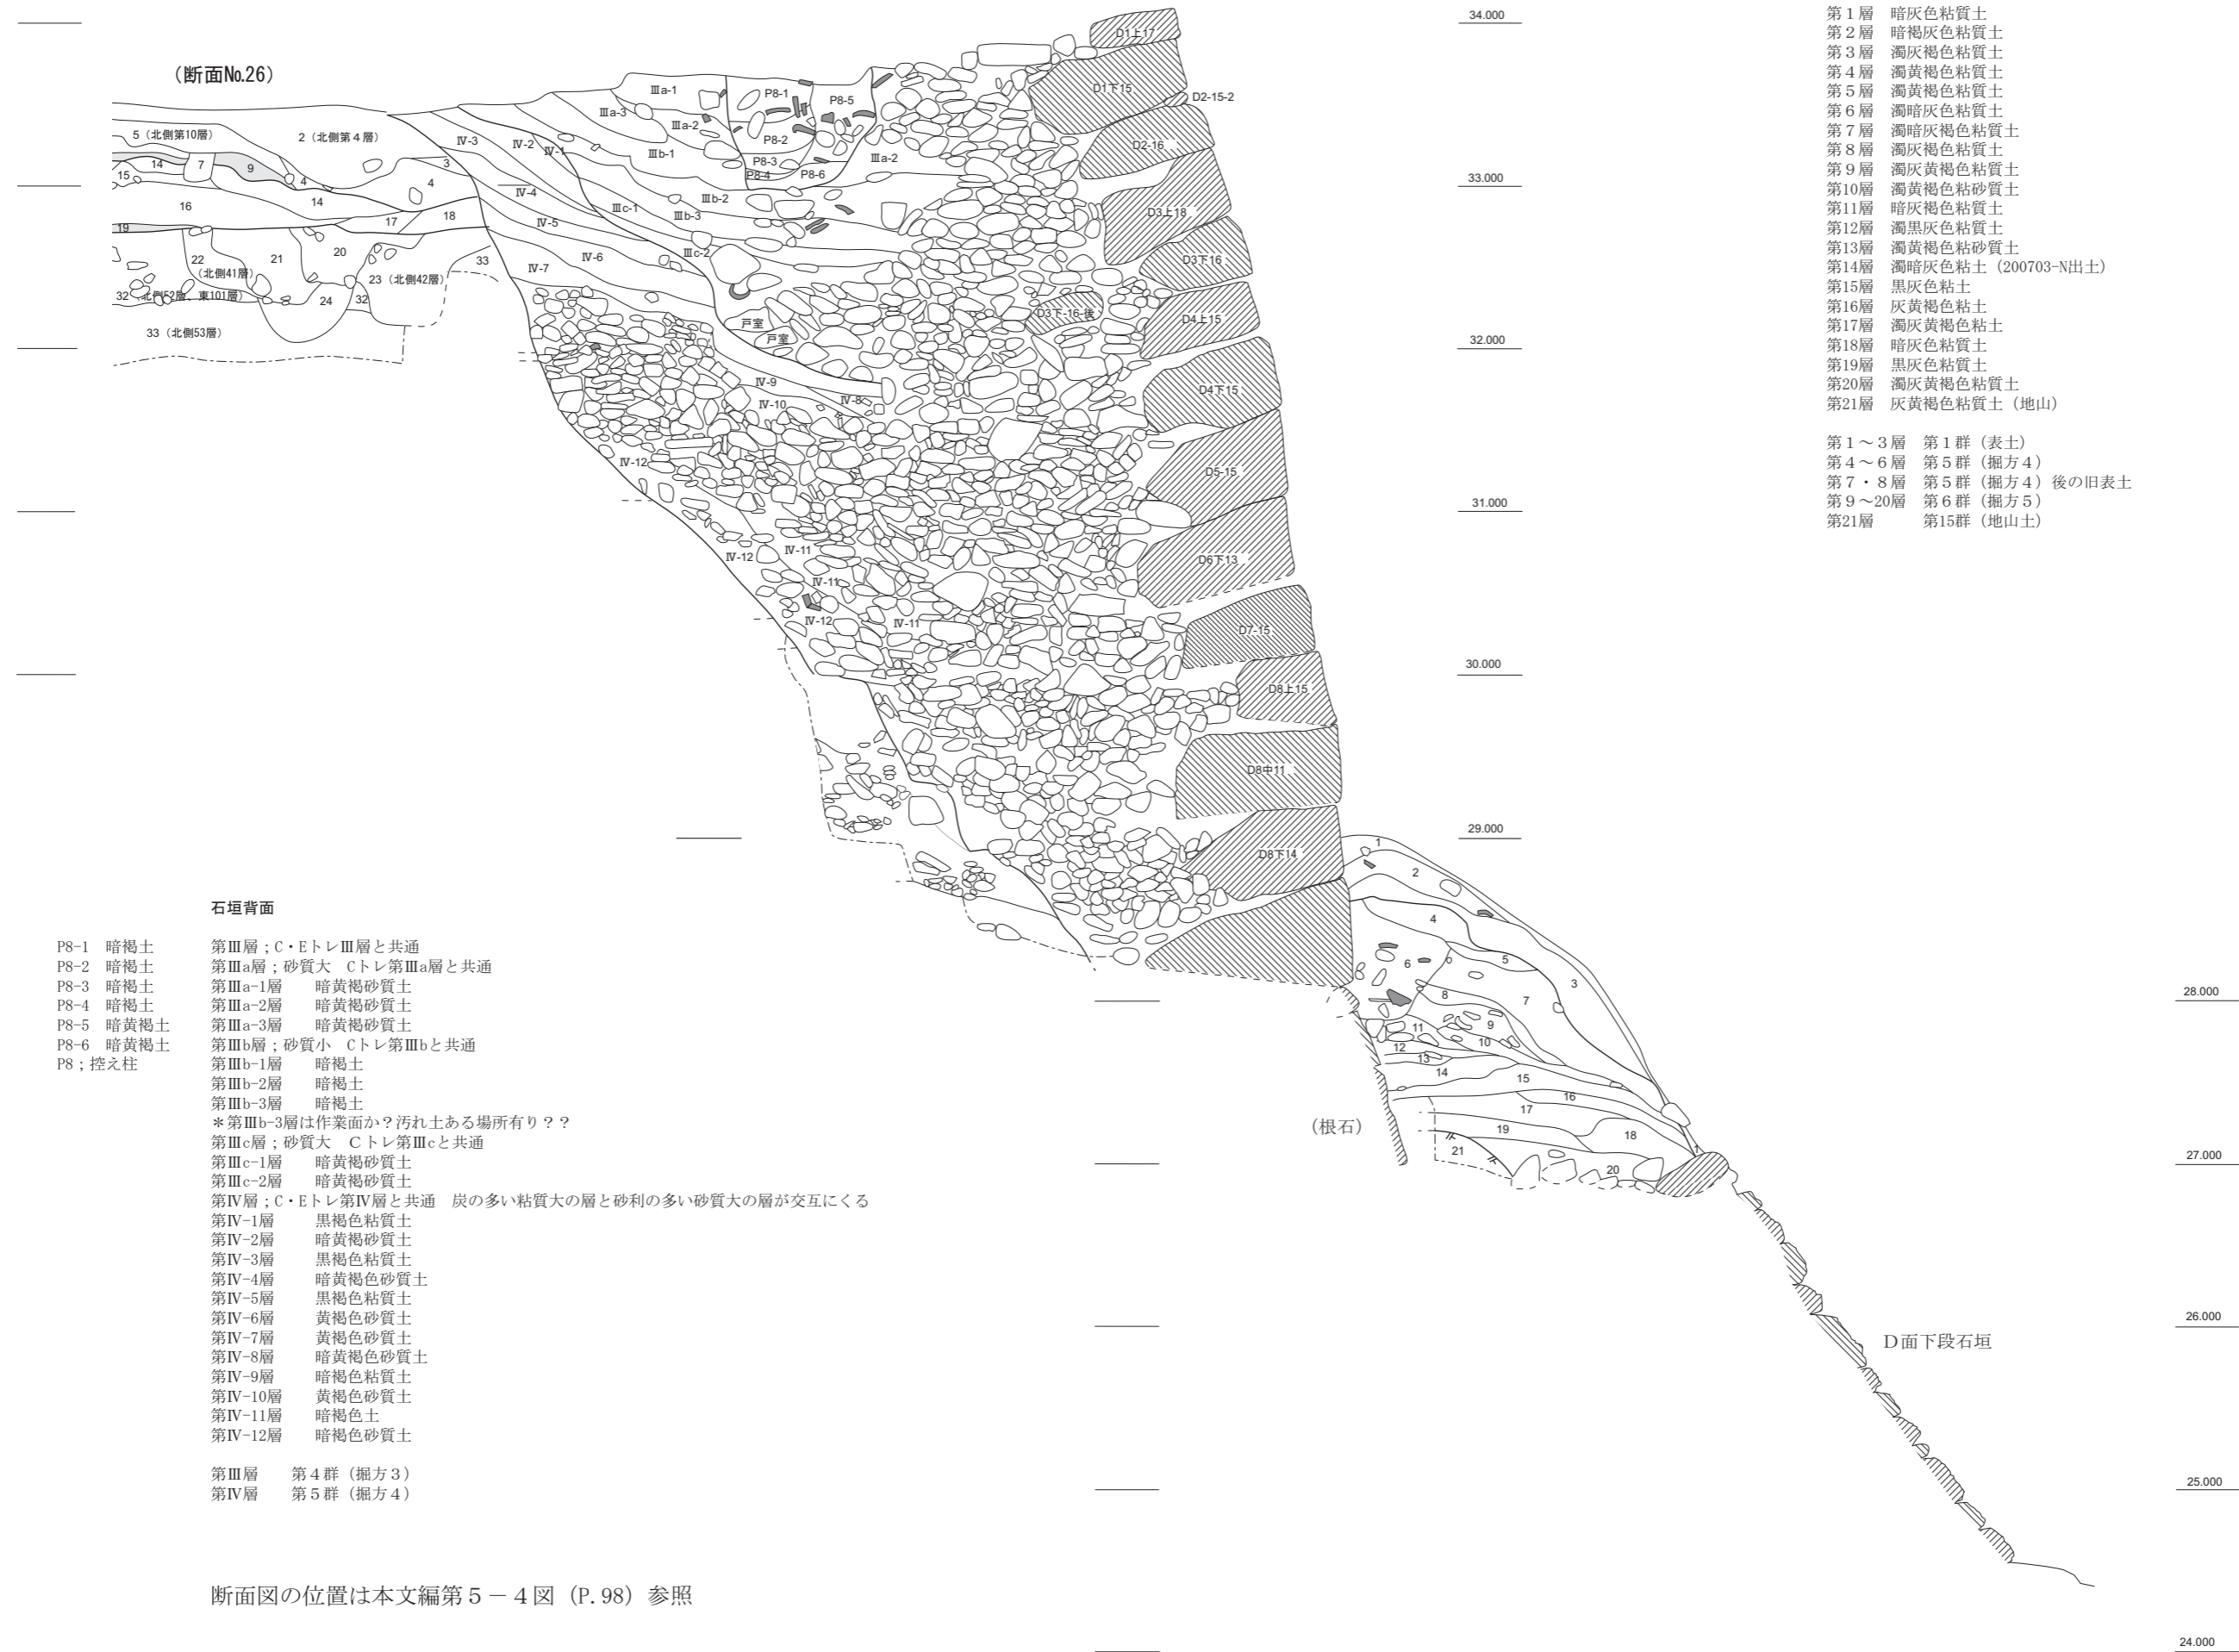 （断面No.26）
5（北側第10層）
2（北側第４層）
14
7
9
3
15
4
4
16
14
17
18
19
22
（北側41層）
21
20
23（北側42層）
33
32（北側52層、東101層）
24
32
33（北側53層）
Ⅲa-1
P8-1
P8-5
Ⅲa-3
Ⅲa-2
P8-2
Ⅳ-3
Ⅳ-2
Ⅳ-1
Ⅲb-1
P8-3
Ⅲa-2
P8-4
P8-6
Ⅳ-4
Ⅲb-2
Ⅲc-1
Ⅲb-3
Ⅳ-5
Ⅲc-2
Ⅳ-6
Ⅳ-7
戸室
戸室
Ⅳ-9
Ⅳ-8
Ⅳ-10
Ⅳ-12
Ⅳ-11
Ⅳ-12
Ⅳ-11
Ⅳ-12
Ⅳ-11
D1上17
D1下15
D2-15-2
D2-16
D3上18
D3下16
D3下-16-後
D4上15
D4下15
D5-15
D6下13
D7-15
D8上15
D8中11
D8下14
34.000
33.000
32.000
31.000
30.000
29.000
28.000
27.000
26.000
25.000
24.000
第１層　暗灰色粘質土
第２層　暗褐灰色粘質土
第３層　濁灰褐色粘質土
第４層　濁黄褐色粘質土
第５層　濁黄褐色粘質土
第６層　濁暗灰色粘質土
第７層　濁暗灰褐色粘質土
第８層　濁灰褐色粘質土
第９層　濁灰黄褐色粘質土
第10層　濁黄褐色粘砂質土
第11層　暗灰褐色粘質土
第12層　濁黒灰色粘質土
第13層　濁黄褐色粘砂質土
第14層　濁暗灰色粘土（200703-N出土）
第15層　黒灰色粘土
第16層　灰黄褐色粘土
第17層　濁灰黄褐色粘土
第18層　暗灰色粘質土
第19層　黒灰色粘質土
第20層　濁灰黄褐色粘質土
第21層　灰黄褐色粘質土（地山）
第１～３層　第１群（表土）
第４～６層　第５群（掘方４）
第７・８層　第５群（掘方４）後の旧表土
第９～20層　第６群（掘方５）
第21層　　　第15群（地山土）
1
2
4
5
6
3
8
7
9
11
10
12
13
14
15
16
17
19
18
21
20
1
（根石）
D面下段石垣
P8-1　暗褐土
P8-2　暗褐土
P8-3　暗褐土
P8-4　暗褐土
P8-5　暗黄褐土
P8-6　暗黄褐土
P8；控え柱
石垣背面
第Ⅲ層；C・EトレⅢ層と共通
第Ⅲa層；砂質大　Cトレ第Ⅲa層と共通
第Ⅲa-1層　　暗黄褐砂質土
第Ⅲa-2層　　暗黄褐砂質土
第Ⅲa-3層　　暗黄褐砂質土
第Ⅲb層；砂質小　Cトレ第Ⅲbと共通
第Ⅲb-1層　　暗褐土
第Ⅲb-2層　　暗褐土
第Ⅲb-3層　　暗褐土
＊第Ⅲb-3層は作業面か？汚れ土ある場所有り？？
第Ⅲc層；砂質大　Ｃトレ第Ⅲcと共通
第Ⅲc-1層　　暗黄褐砂質土
第Ⅲc-2層　　暗黄褐砂質土
第Ⅳ層；C・Eトレ第Ⅳ層と共通　炭の多い粘質大の層と砂利の多い砂質大の層が交互にくる
第Ⅳ-1層　　黒褐色粘質土
第Ⅳ-2層　　暗黄褐砂質土
第Ⅳ-3層　　黒褐色粘質土
第Ⅳ-4層　　暗黄褐色砂質土
第Ⅳ-5層　　黒褐色粘質土
第Ⅳ-6層　　黄褐色砂質土
第Ⅳ-7層　　黄褐色砂質土
第Ⅳ-8層　　暗黄褐色砂質土
第Ⅳ-9層　　暗褐色粘質土
第Ⅳ-10層　　黄褐色砂質土
第Ⅳ-11層　　暗褐色土
第Ⅳ-12層　　暗褐色砂質土
第Ⅲ層　　第４群（掘方３）
第Ⅳ層　　第５群（掘方４）
断面図の位置は本文編第５－４図（P.98）参照